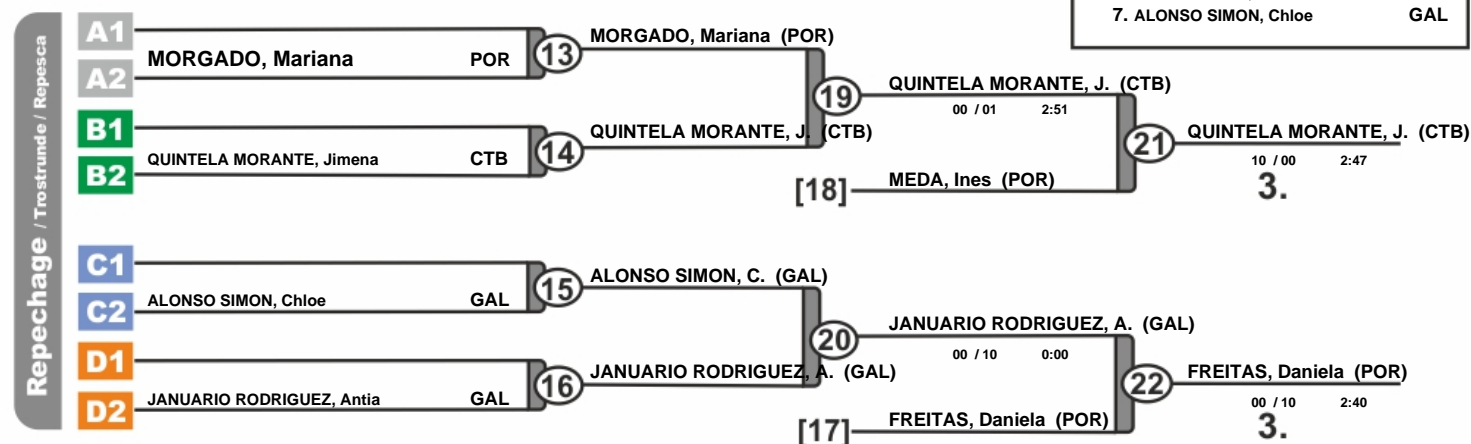 7. ALONSO SIMON, Chloe GAL
Repechage / Trostrunde / Repesca
A1
MORGADO, Mariana POR
A2
13
MORGADO, Mariana (POR)
B1
QUINTELA MORANTE, Jimena CTB
B2
14
QUINTELA MORANTE, J. (CTB)
19
QUINTELA MORANTE, J. (CTB)
00 / 01 2:51
[18] MEDA, Ines (POR)
21
QUINTELA MORANTE, J. (CTB)
10 / 00 2:47
3.
C1
ALONSO SIMON, Chloe GAL
C2
15
ALONSO SIMON, C. (GAL)
D1
JANUARIO RODRIGUEZ, Antia GAL
D2
16
JANUARIO RODRIGUEZ, A. (GAL)
20
JANUARIO RODRIGUEZ, A. (GAL)
00 / 10 0:00
[17] FREITAS, Daniela (POR)
22
FREITAS, Daniela (POR)
00 / 10 2:40
3.